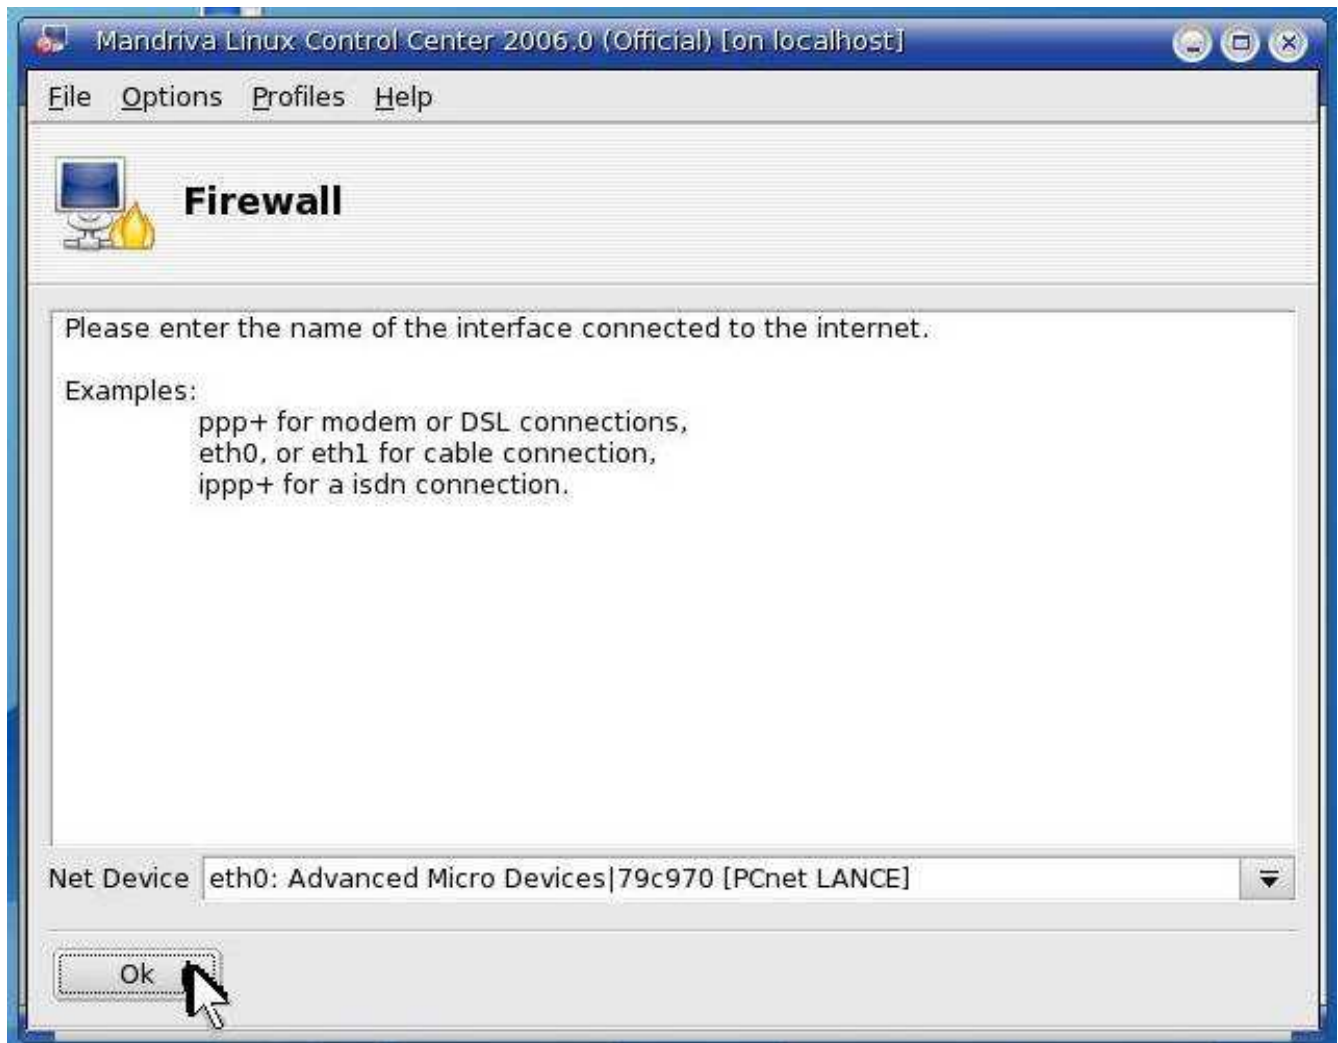 Mandriva Linux Control Center 2006.0 (Official) [on localhost]
File Options Profiles Help
Firewall
Please enter the name of the interface connected to the internet.
Examples:
ppp+ for modem or DSL connections,
eth0, or eth1 for cable connection,
ippp+ for a isdn connection.
Net Device eth0: Advanced Micro Devices|79c970 [PCnet LANCE]
Ok